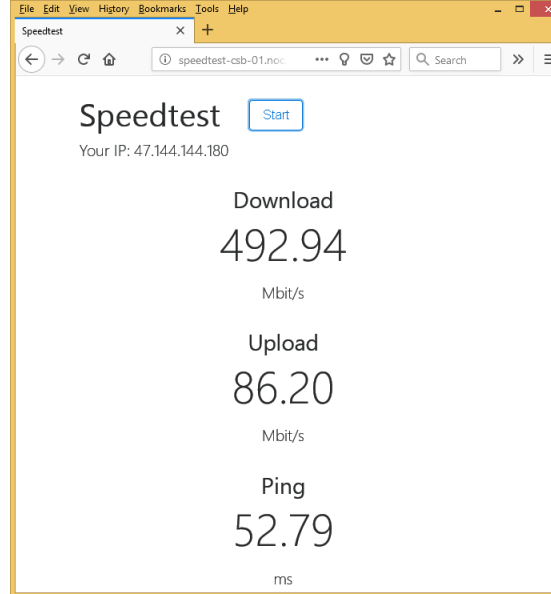 File Edit View History Bookmarks Tools Help
Speedtest
speedtest-csb-01.noc
Search
Speedtest Start
Your IP: 47.144.144.180
Download
492.94
Mbit/s
Upload
86.20
Mbit/s
Ping
52.79
ms